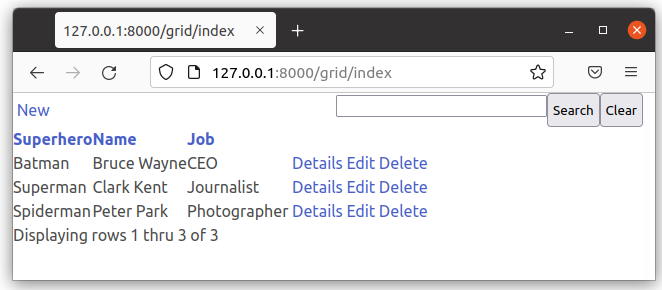 127.0.0.1:8000/grid/index
127.0.0.1:8000/grid/index
New Search Clear
Superhero Name Job
Batman Bruce Wayne CEO Details Edit Delete
Superman Clark Kent Journalist Details Edit Delete
Spiderman Peter Park Photographer Details Edit Delete
Displaying rows 1 thru 3 of 3